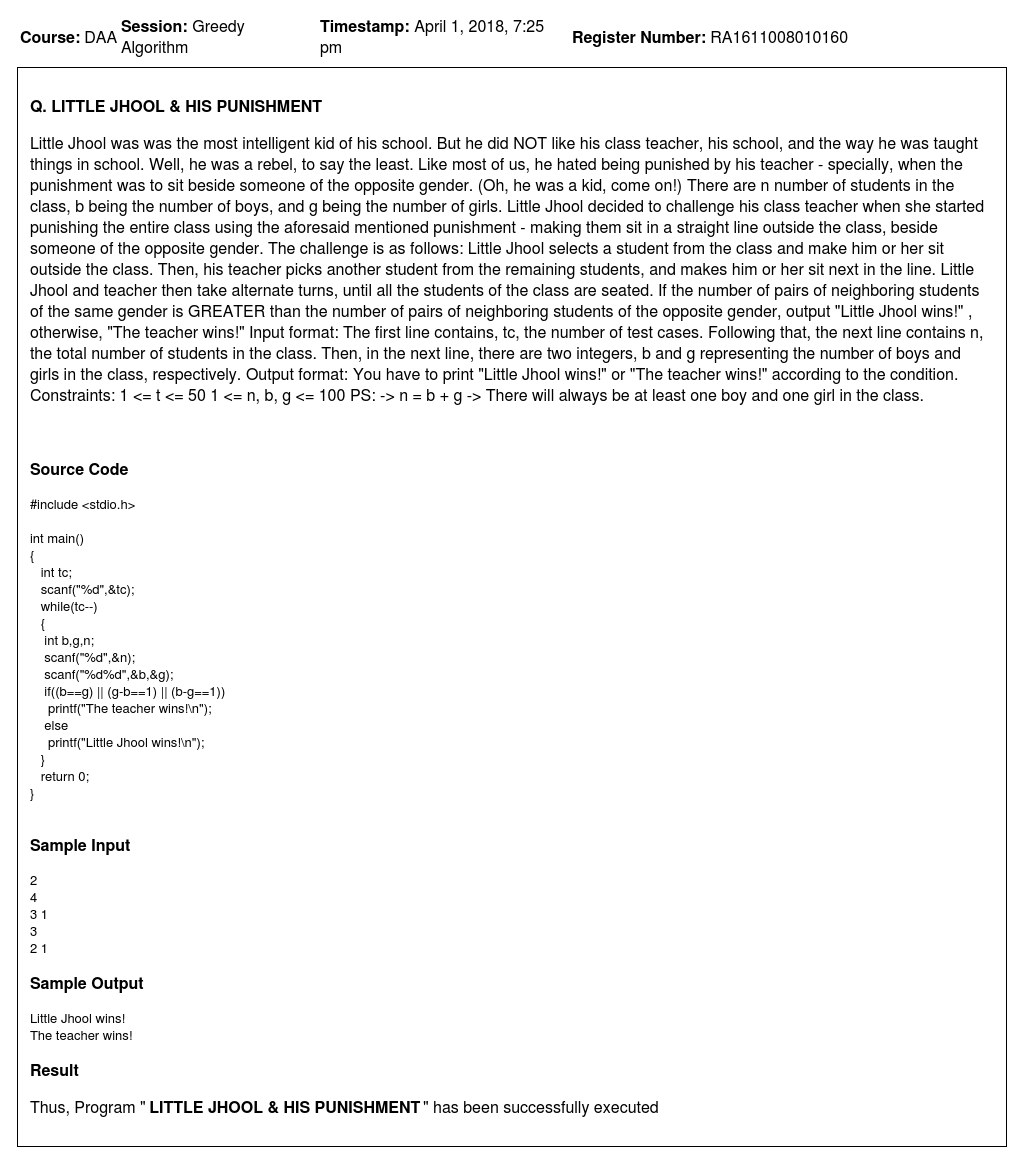 Course: DAA Session: Greedy Algorithm Timestamp: April 1, 2018, 7:25 pm Register Number: RA1611008010160
Q. LITTLE JHOOL & HIS PUNISHMENT
Little Jhool was was the most intelligent kid of his school. But he did NOT like his class teacher, his school, and the way he was taught
things in school. Well, he was a rebel, to say the least. Like most of us, he hated being punished by his teacher - specially, when the
punishment was to sit beside someone of the opposite gender. (Oh, he was a kid, come on!) There are n number of students in the
class, b being the number of boys, and g being the number of girls. Little Jhool decided to challenge his class teacher when she started
punishing the entire class using the aforesaid mentioned punishment - making them sit in a straight line outside the class, beside
someone of the opposite gender. The challenge is as follows: Little Jhool selects a student from the class and make him or her sit
outside the class. Then, his teacher picks another student from the remaining students, and makes him or her sit next in the line. Little
Jhool and teacher then take alternate turns, until all the students of the class are seated. If the number of pairs of neighboring students
of the same gender is GREATER than the number of pairs of neighboring students of the opposite gender, output "Little Jhool wins!" ,
otherwise, "The teacher wins!" Input format: The first line contains, tc, the number of test cases. Following that, the next line contains n,
the total number of students in the class. Then, in the next line, there are two integers, b and g representing the number of boys and
girls in the class, respectively. Output format: You have to print "Little Jhool wins!" or "The teacher wins!" according to the condition.
Constraints: 1 <= t <= 50 1 <= n, b, g <= 100 PS: -> n = b + g -> There will always be at least one boy and one girl in the class.
Source Code
#include <stdio.h>
int main()
{
int tc;
scanf("%d",&tc);
while(tc--)
{
int b,g,n;
scanf("%d",&n);
scanf("%d%d",&b,&g);
if((b==g) || (g-b==1) || (b-g==1))
printf("The teacher wins!\n");
else
printf("Little Jhool wins!\n");
}
return 0;
}
Sample Input
2
4
3 1
3
2 1
Sample Output
Little Jhool wins!
The teacher wins!
Result
Thus, Program " LITTLE JHOOL & HIS PUNISHMENT " has been successfully executed